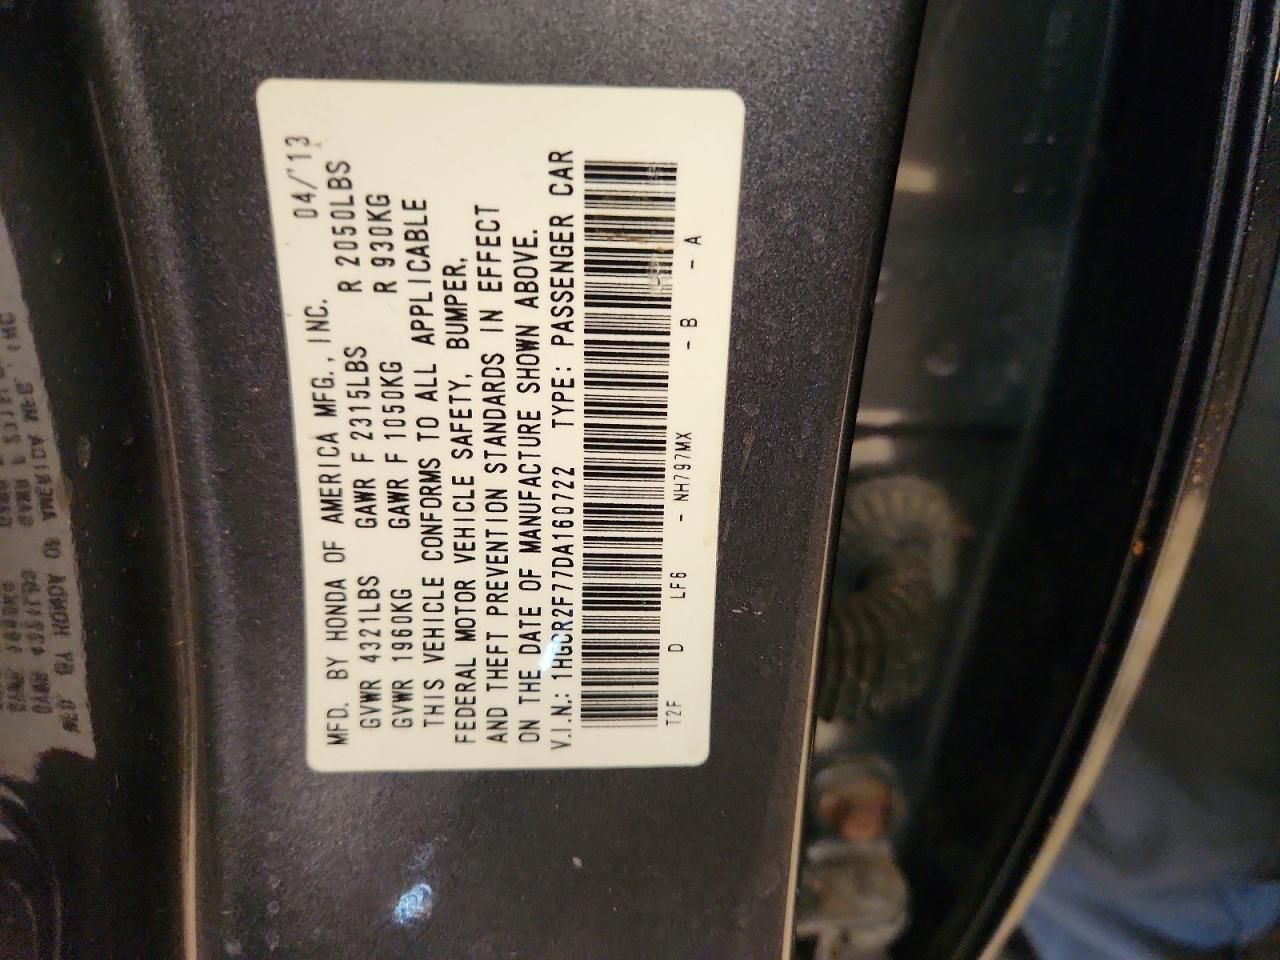 MFD. BY HONDA OF AMERICA MFG., INC. 04/'13
GVWR 4321LBS GAWR F 2315LBS R 2050LBS
GVWR 1960KG GAWR F 1050KG R 930KG
THIS VEHICLE CONFORMS TO ALL APPLICABLE
FEDERAL MOTOR VEHICLE SAFETY, BUMPER,
AND THEFT PREVENTION STANDARDS IN EFFECT
ON THE DATE OF MANUFACTURE SHOWN ABOVE.
V.I.N.: 1HGCR2F77DA160722 TYPE: PASSENGER CAR
T2F D LF6 - NH797MX - B - A